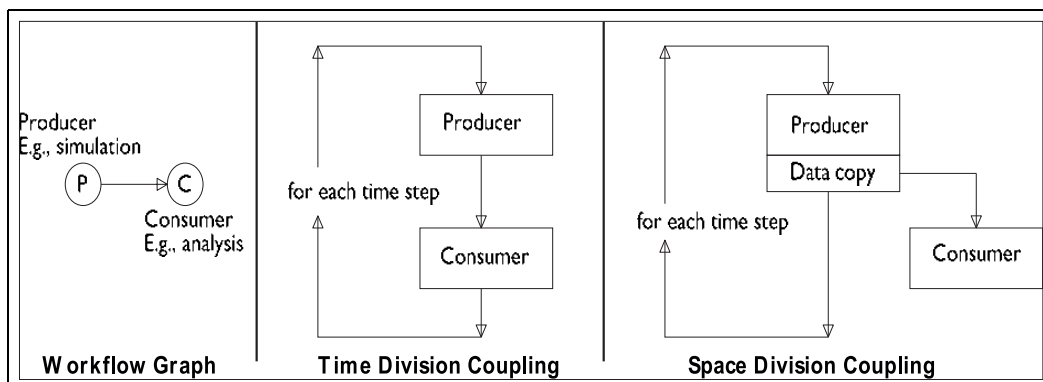 Producer
E.g., simulation
P
C
Consumer
E.g., analysis
Workflow Graph
Producer
for each time step
Consumer
Time Division Coupling
Producer
Data copy
for each time step
Consumer
Space Division Coupling